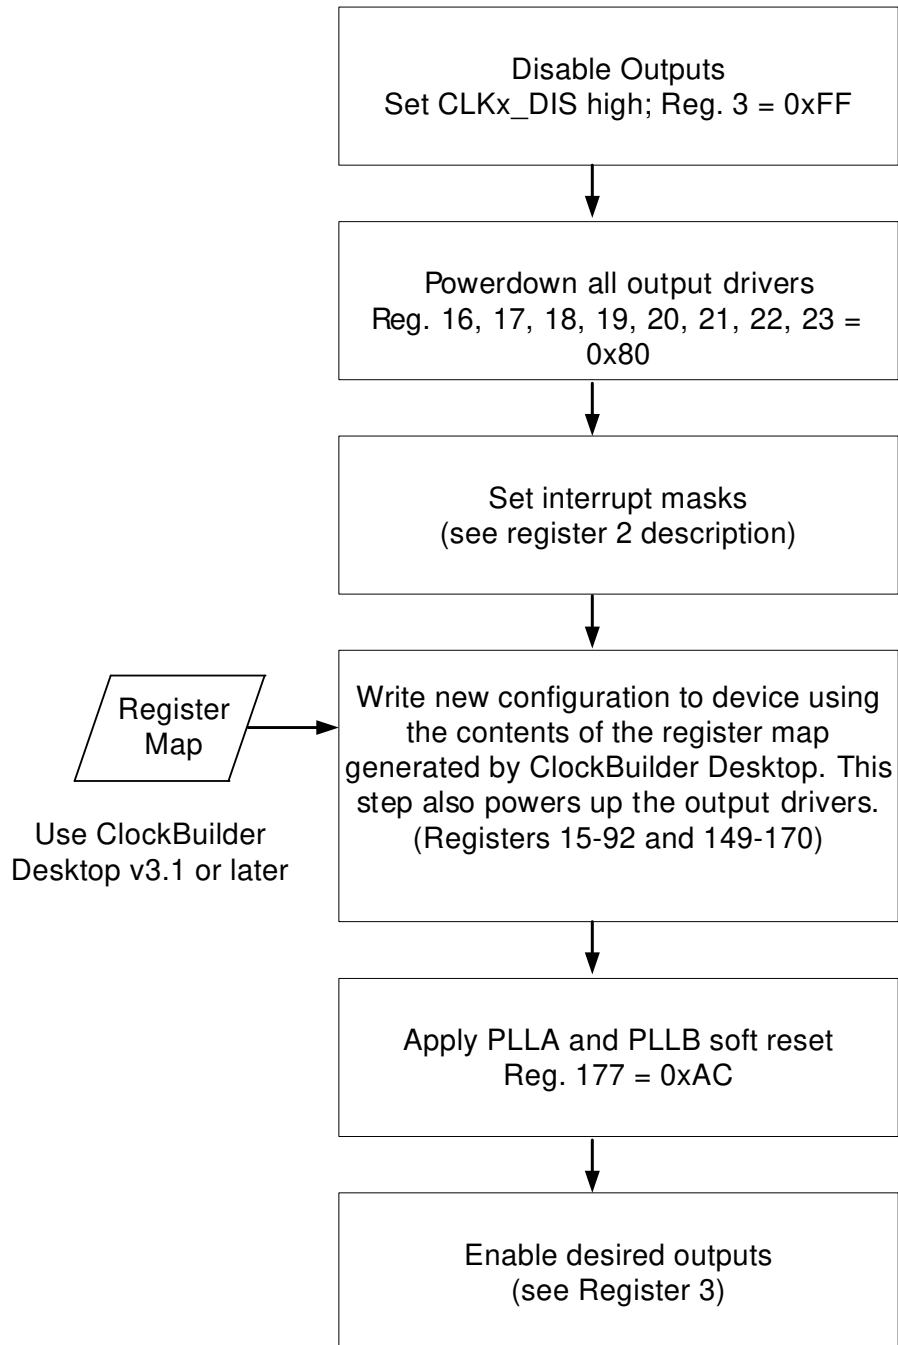 Disable Outputs
Set CLKx_DIS high; Reg. 3 = 0xFF
Powerdown all output drivers
Reg. 16, 17, 18, 19, 20, 21, 22, 23 =
0x80
Set interrupt masks
(see register 2 description)
Register
Map
Use ClockBuilder
Desktop v3.1 or later
Write new configuration to device using
the contents of the register map
generated by ClockBuilder Desktop. This
step also powers up the output drivers.
(Registers 15-92 and 149-170)
Apply PLLA and PLLB soft reset
Reg. 177 = 0xAC
Enable desired outputs
(see Register 3)